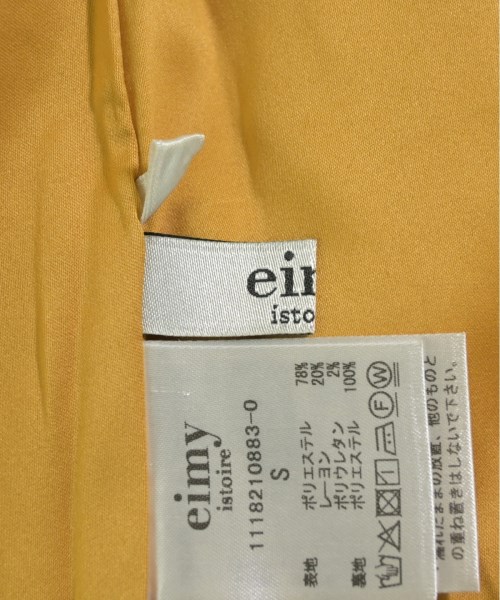 eim
isto
eimy
istoire
1118210883-0
S
表地 ポリエステル 78%
レーヨン 20%
ポリウレタン 2%
裏地 ポリエステル 100%
F W
濡れたままの放置、他のものと
の重ね置きはしないで下さい。